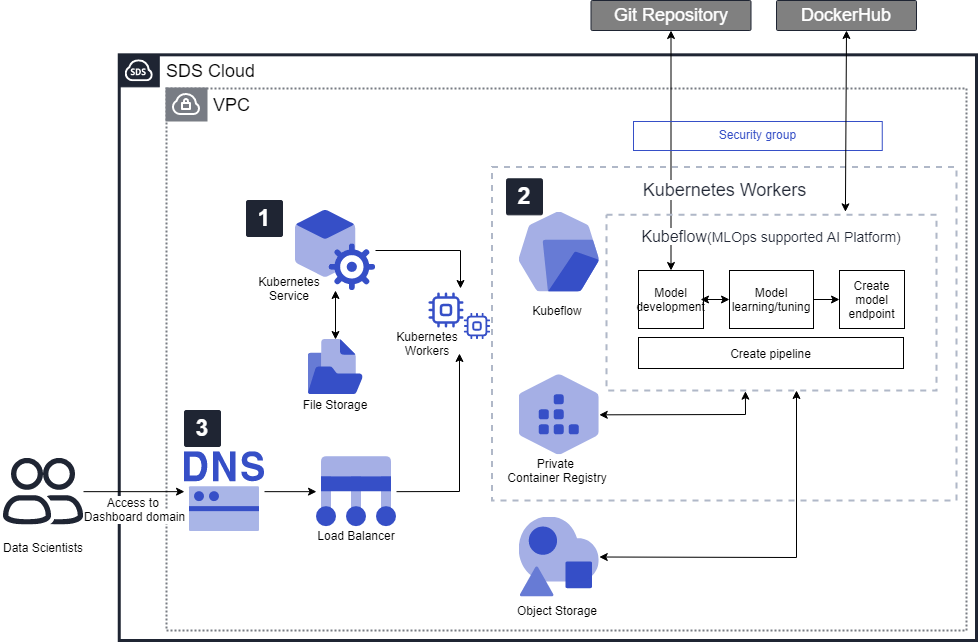 Git Repository
DockerHub
SDS
SDS Cloud
VPC
Security group
1
2
Kubernetes Workers
Kubeflow(MLOps supported AI Platform)
Kubernetes
Service
Kubeflow
Model
development
Model
learning/tuning
Create
model
endpoint
Kubernetes
Workers
Create pipeline
File Storage
3
DNS
Private
Container Registry
Access to
Dashboard domain
Load Balancer
Data Scientists
Object Storage